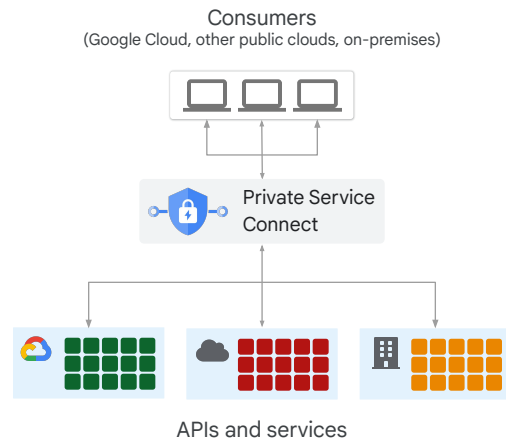 Consumers
(Google Cloud, other public clouds, on-premises)
Private Service
Connect
APIs and services